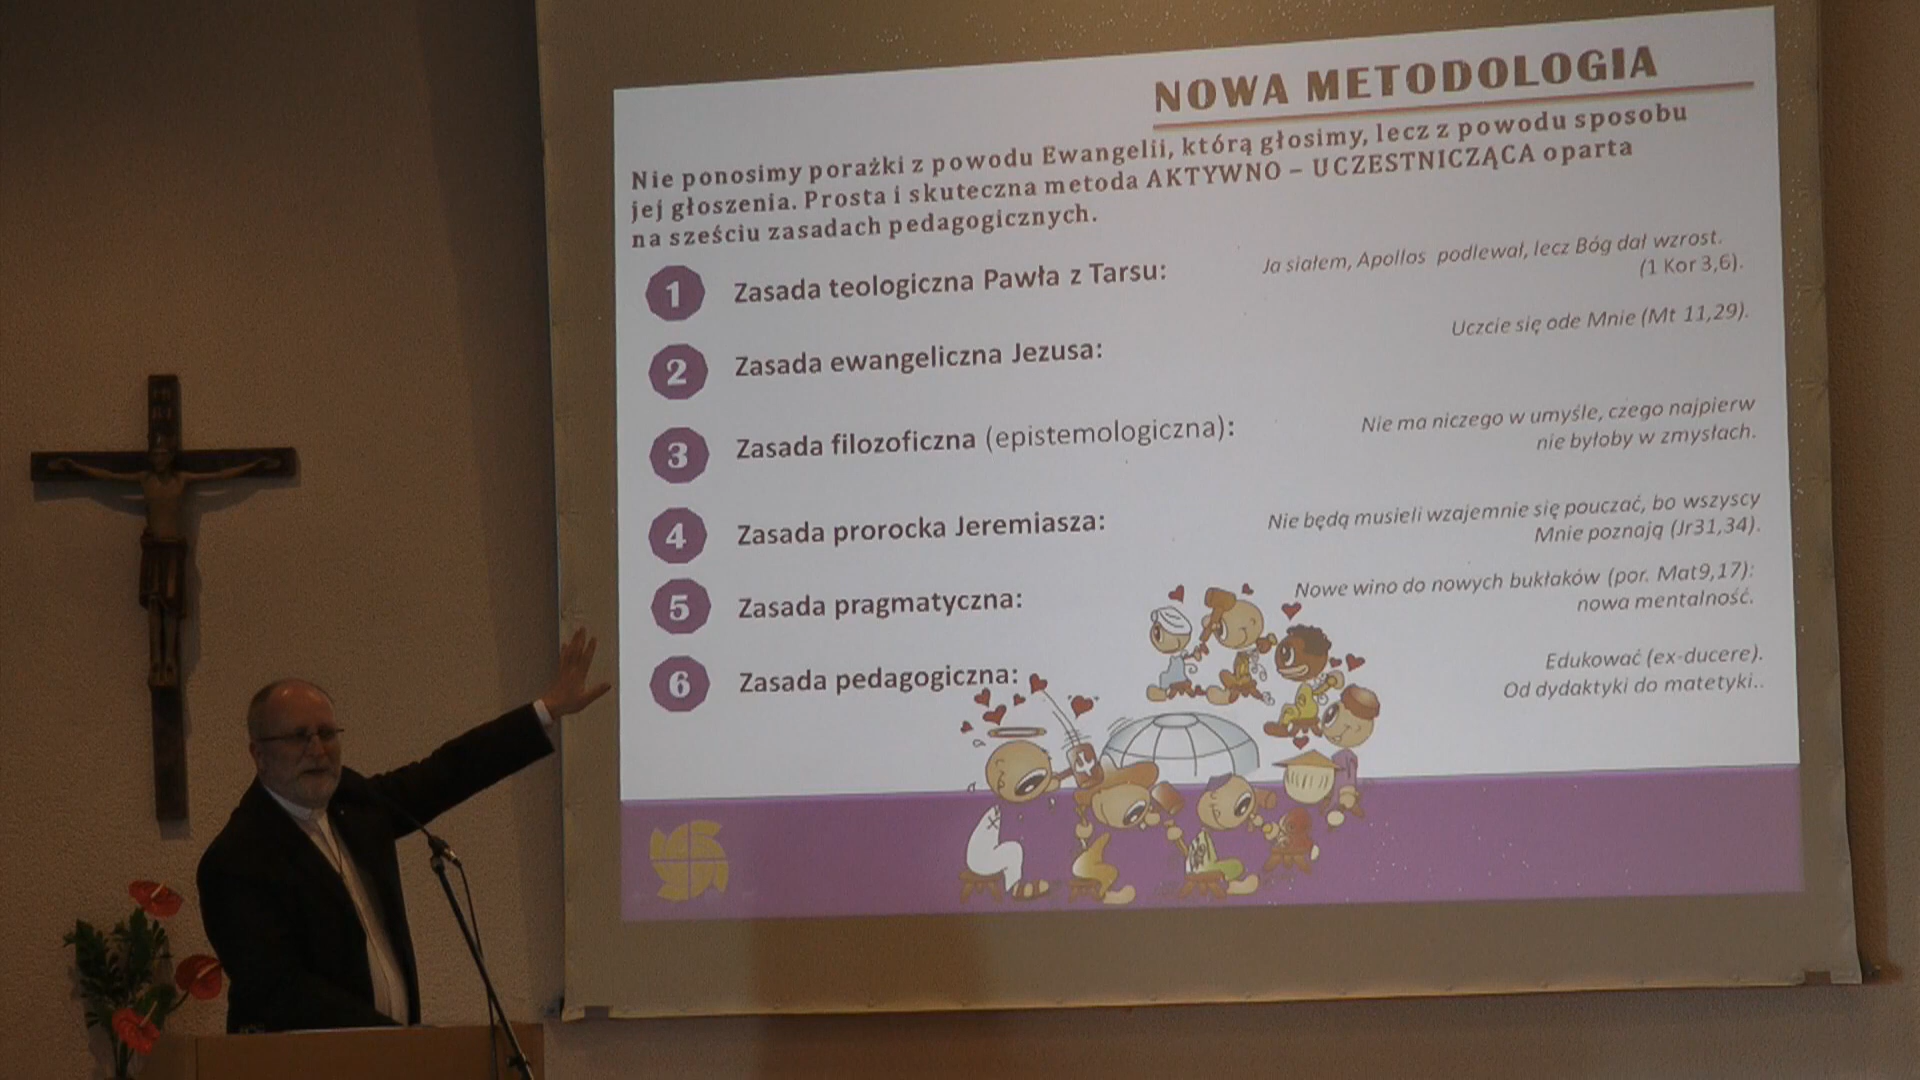 NOWA METODOLOGIA
Nie ponosimy porażki z powodu Ewangelii, którą głosimy, lecz z powodu sposobu
jej głoszenia. Prosta i skuteczna metoda AKTYWNO – UCZESTNICZĄCA oparta
na sześciu zasadach pedagogicznych.
1 Zasada teologiczna Pawła z Tarsu: Ja siałem, Apollos podlewał, lecz Bóg dał wzrost.
(1 Kor 3,6).
2 Zasada ewangeliczna Jezusa: Uczcie się ode Mnie (Mt 11,29).
3 Zasada filozoficzna (epistemologiczna): Nie ma niczego w umyśle, czego najpierw
nie byłoby w zmysłach.
4 Zasada prorocka Jeremiasza: Nie będą musieli wzajemnie się pouczać, bo wszyscy
Mnie poznają (Jr31,34).
5 Zasada pragmatyczna: Nowe wino do nowych bukłaków (por. Mat9,17):
nowa mentalność.
6 Zasada pedagogiczna: Edukować (ex-ducere).
Od dydaktyki do matetyki..